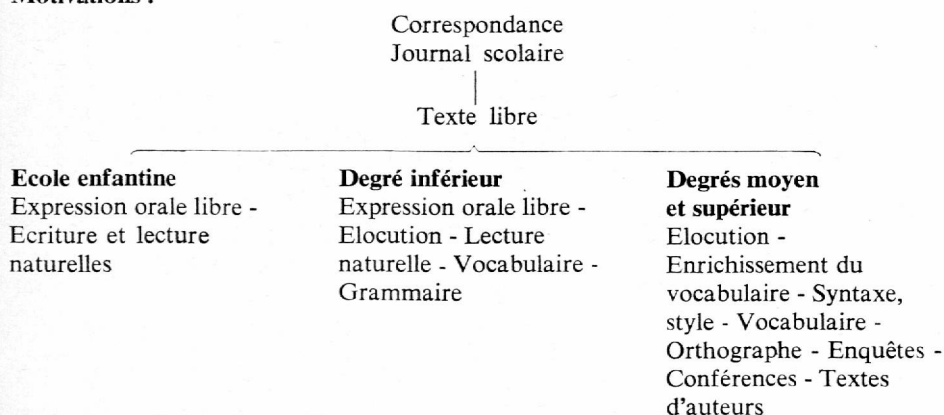 Motivations :
Correspondance
Journal scolaire
Texte libre
Ecole enfantine
Expression orale libre -
Ecriture et lecture
naturelles
Degré inférieur
Expression orale libre -
Elocution - Lecture
naturelle - Vocabulaire -
Grammaire
Degrés moyen
et supérieur
Elocution -
Enrichissement du
vocabulaire - Syntaxe,
style - Vocabulaire -
Orthographe - Enquêtes -
Conférences - Textes
d'auteurs